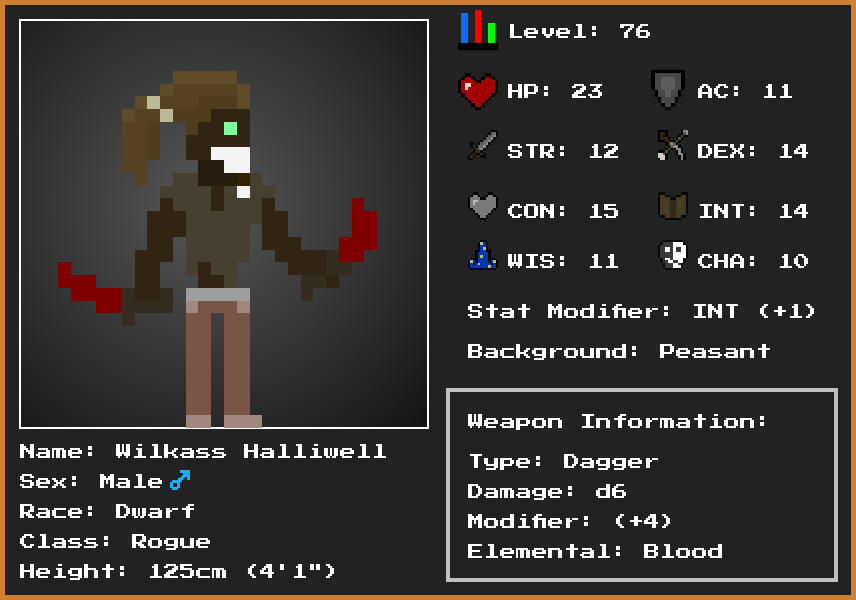 Level: 76
HP: 23 AC: 11
STR: 12 DEX: 14
CON: 15 INT: 14
WIS: 11 CHA: 10
Stat Modifier: INT (+1)
Background: Peasant
Weapon Information:
Type: Dagger
Damage: d6
Modifier: (+4)
Elemental: Blood
Name: Wilkass Halliwell
Sex: Male ♂
Race: Dwarf
Class: Rogue
Height: 125cm (4'1")